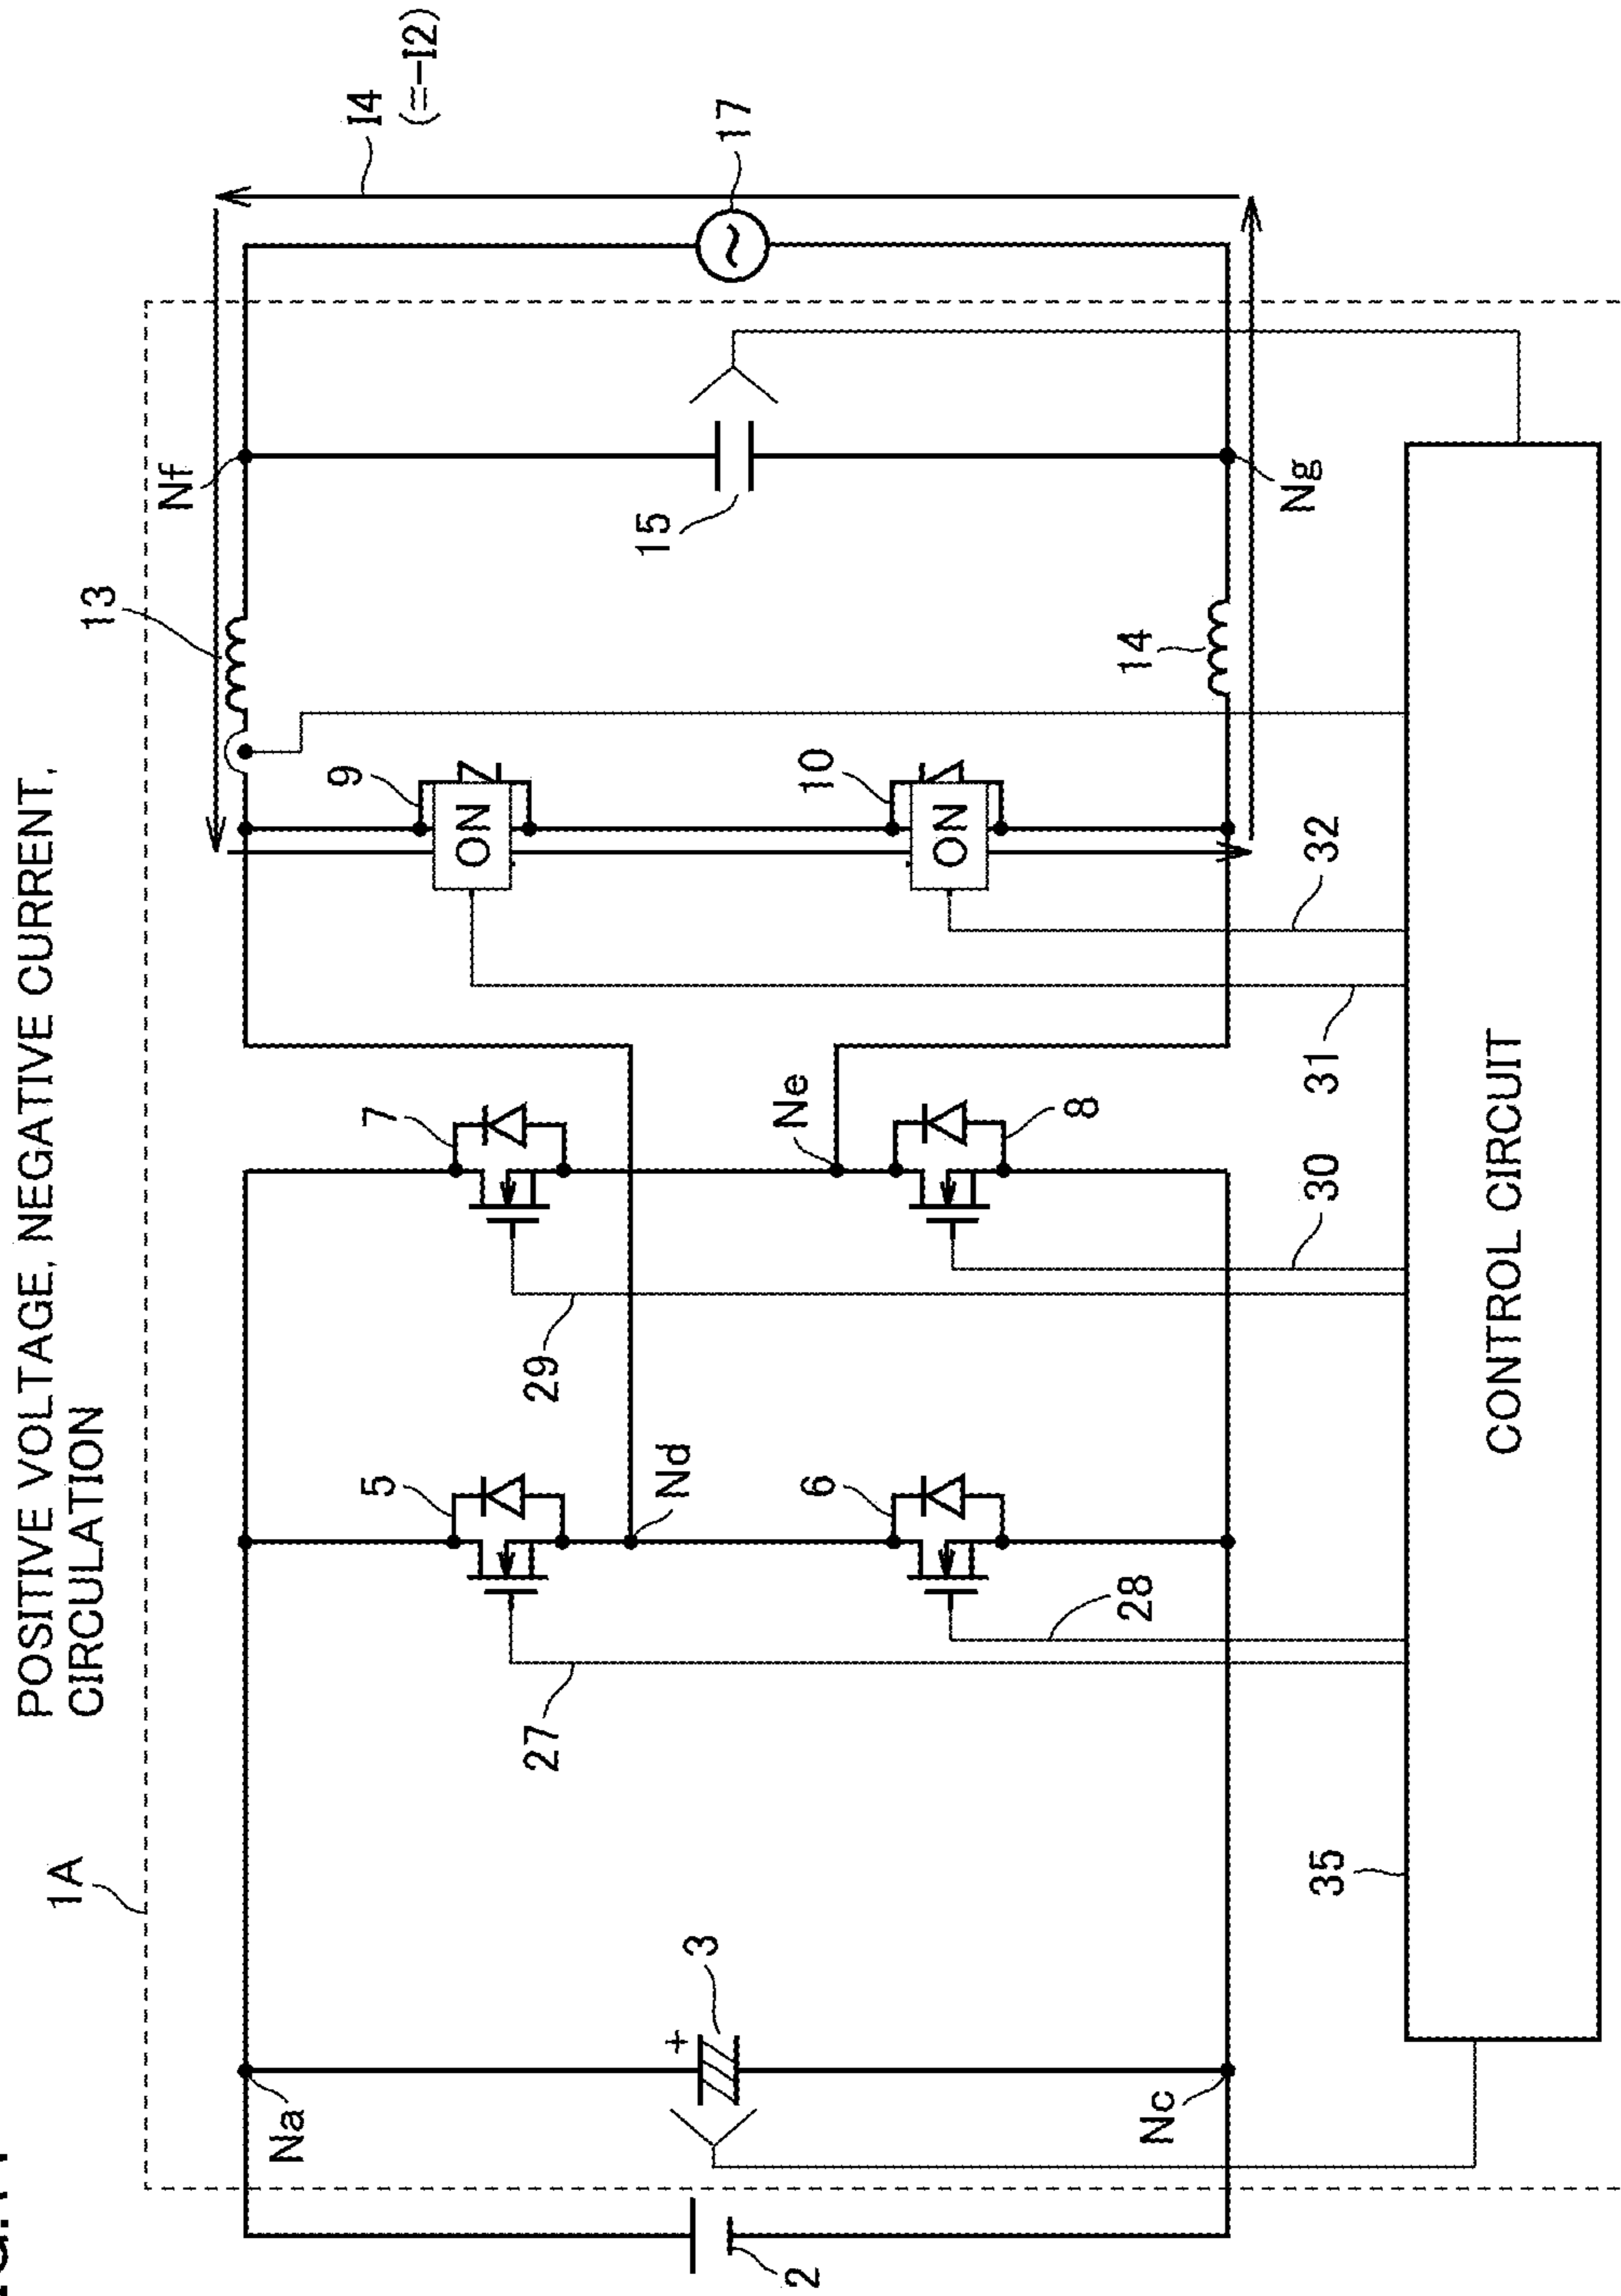 POSITIVE VOLTAGE, NEGATIVE CURRENT,
CIRCULATION
1A
Nf
13
I4
(=-I2)
Na
5
7
9
27
29
Nd
Ne
31
3
+
2
15
17
6
8
10
28
30
32
14
Nc
Ng
35
CONTROL CIRCUIT
ON
ON